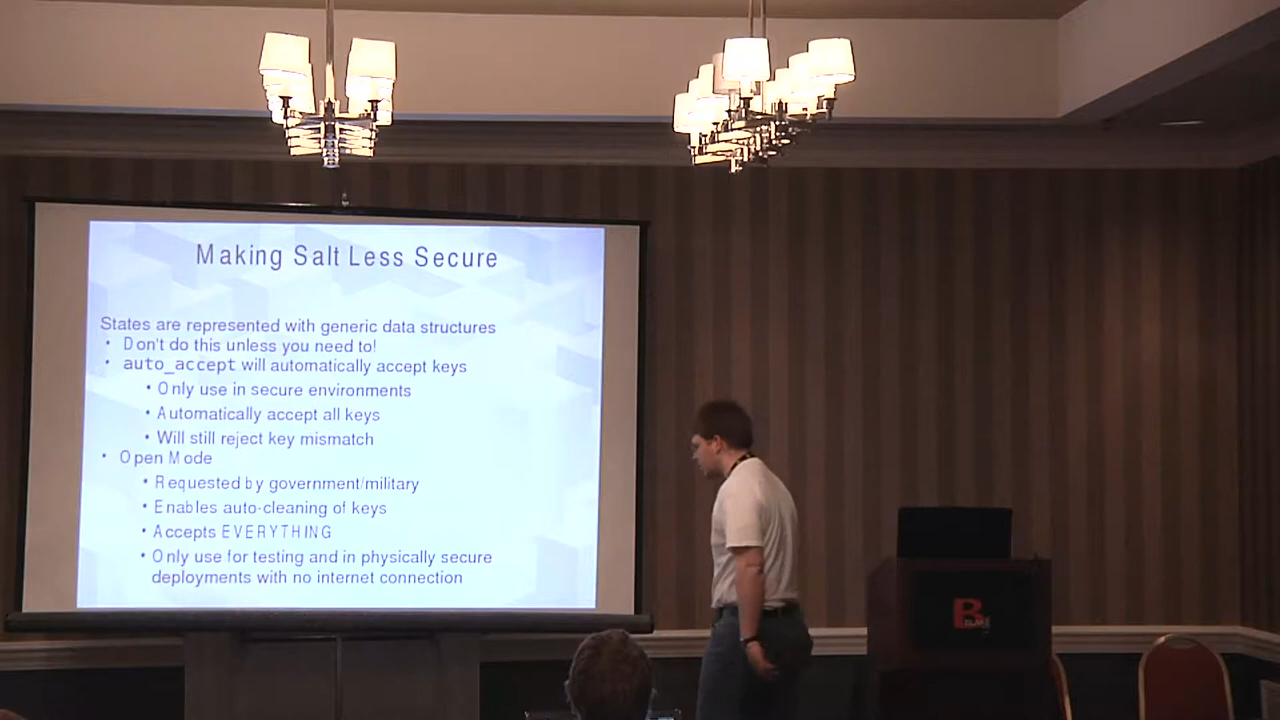 Making Salt Less Secure
States are represented with generic data structures
• Don't do this unless you need to!
• auto_accept will automatically accept keys
• Only use in secure environments
• Automatically accept all keys
• Will still reject key mismatch
• Open Mode
• Requested by government/military
• Enables auto-cleaning of keys
• Accepts EVERYTHING
• Only use for testing and in physically secure
deployments with no internet connection
B